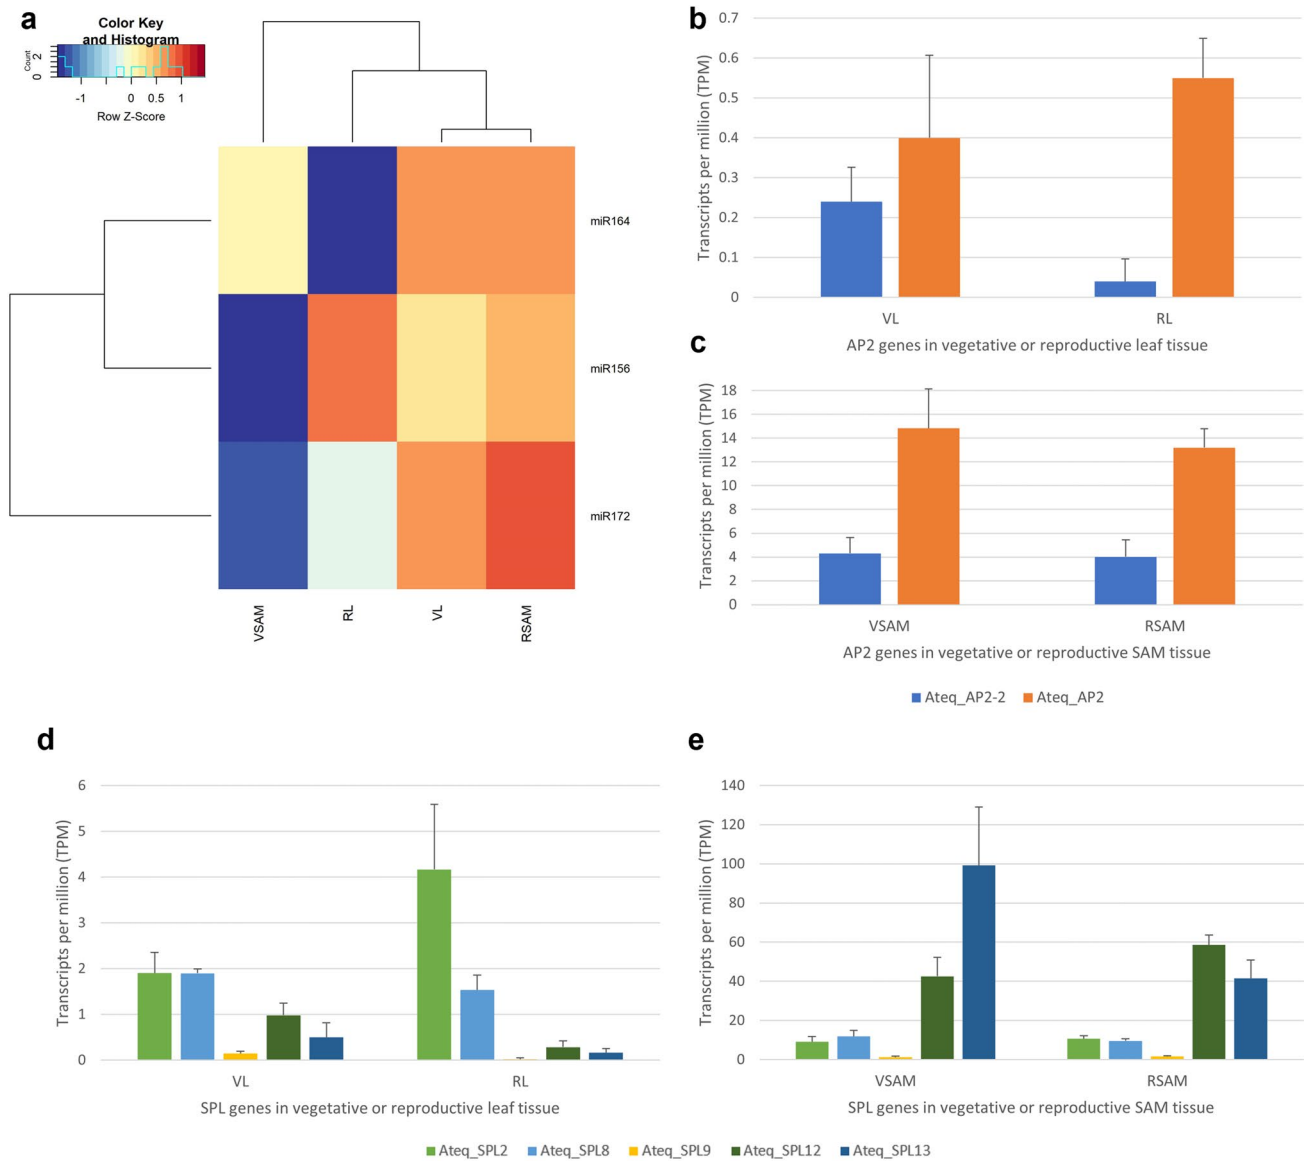 a
Color Key
and Histogram
Count
0 2
-1 0 0.5 1
Row Z-Score
miR164
miR156
miR172
VSAM RL VL RSAM
b
Transcripts per million (TPM)
0.7
0.6
0.5
0.4
0.3
0.2
0.1
0
VL RL
AP2 genes in vegetative or reproductive leaf tissue
c
Transcripts per million (TPM)
18
16
14
12
10
8
6
4
2
0
VSAM RSAM
AP2 genes in vegetative or reproductive SAM tissue
Ateq_AP2-2 Ateq_AP2
d
Transcripts per million (TPM)
6
5
4
3
2
1
0
VL RL
SPL genes in vegetative or reproductive leaf tissue
e
Transcripts per million (TPM)
140
120
100
80
60
40
20
0
VSAM RSAM
SPL genes in vegetative or reproductive SAM tissue
Ateq_SPL2 Ateq_SPL8 Ateq_SPL9 Ateq_SPL12 Ateq_SPL13